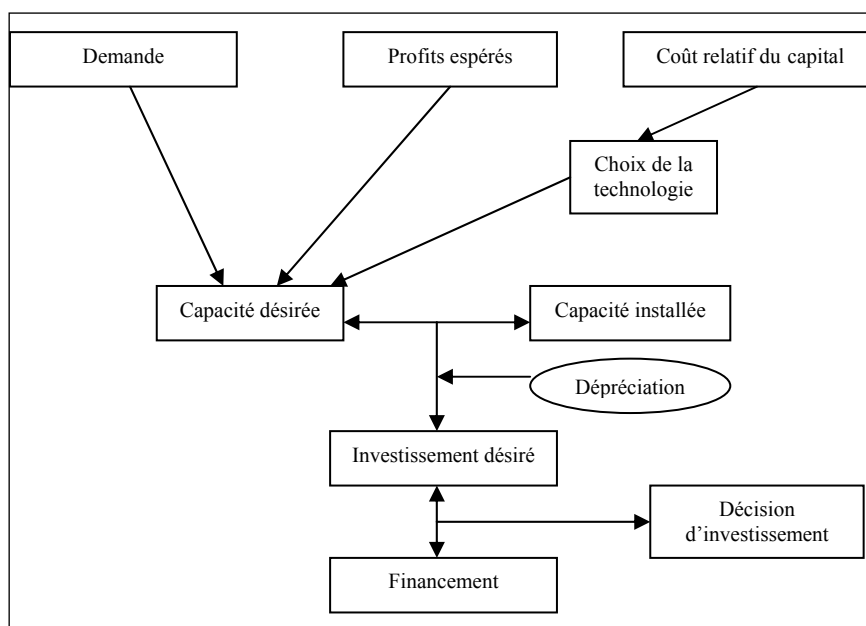 Demande
Profits espérés
Coût relatif du capital
Choix de la
technologie
Capacité désirée
Capacité installée
Dépréciation
Investissement désiré
Décision
d’investissement
Financement